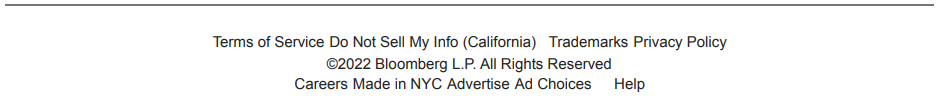 Terms of Service Do Not Sell My Info (California) Trademarks Privacy Policy
©2022 Bloomberg L.P. All Rights Reserved
Careers Made in NYC Advertise Ad Choices Help